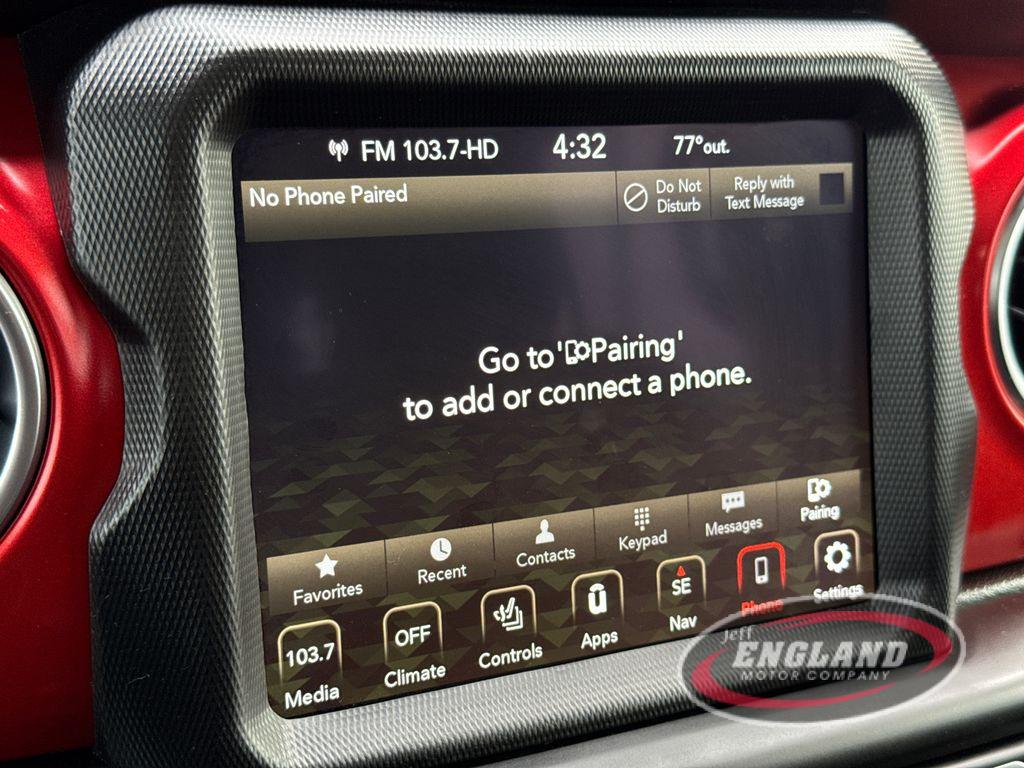 FM 103.7-HD 4:32 77°out.
No Phone Paired
Do Not
Disturb
Reply with
Text Message
Go to 'Pairing'
to add or connect a phone.
Favorites Recent Contacts Keypad Messages Pairing
103.7 OFF SE
Media Climate Controls Apps Nav Phone Settings
Jeff
ENGLAND
MOTOR COMPANY